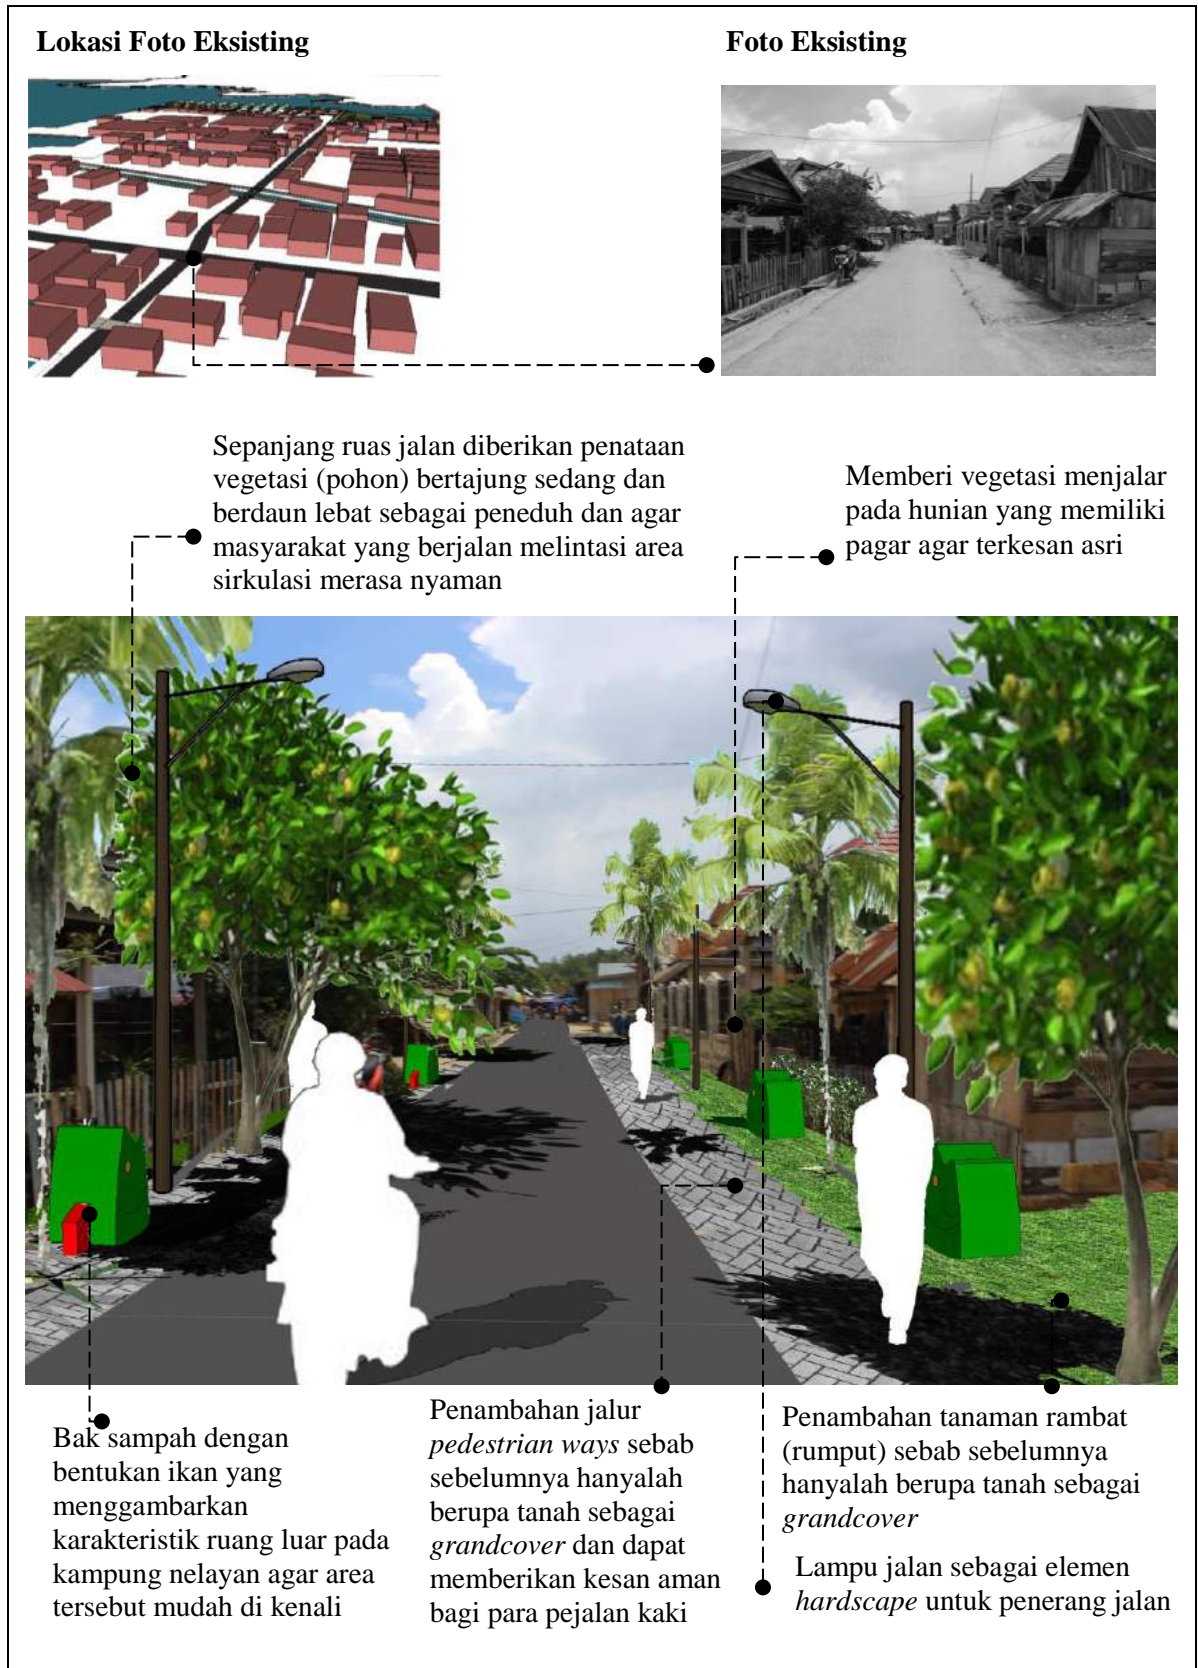 Lokasi Foto Eksisting
Foto Eksisting
Sepanjang ruas jalan diberikan penataan
vegetasi (pohon) bertajung sedang dan
berdaun lebat sebagai peneduh dan agar
masyarakat yang berjalan melintasi area
sirkulasi merasa nyaman
Memberi vegetasi menjalar
pada hunian yang memiliki
pagar agar terkesan asri
Bak sampah dengan
bentukan ikan yang
menggambarkan
karakteristik ruang luar pada
kampung nelayan agar area
tersebut mudah di kenali
Penambahan jalur
pedestrian ways sebab
sebelumnya hanyalah
berupa tanah sebagai
grandcover dan dapat
memberikan kesan aman
bagi para pejalan kaki
Penambahan tanaman rambat
(rumput) sebab sebelumnya
hanyalah berupa tanah sebagai
grandcover
Lampu jalan sebagai elemen
hardscape untuk penerang jalan